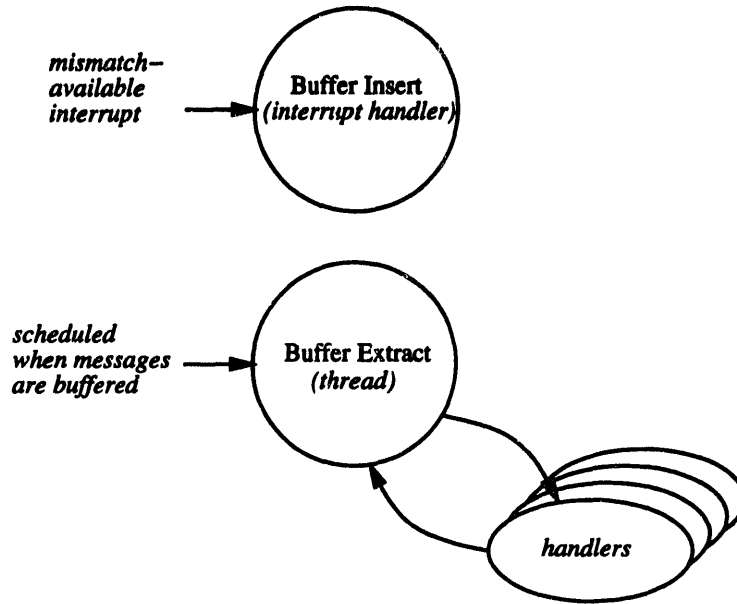 mismatch–
available
interrupt
Buffer Insert
(interrupt handler)
scheduled
when messages
are buffered
Buffer Extract
(thread)
handlers